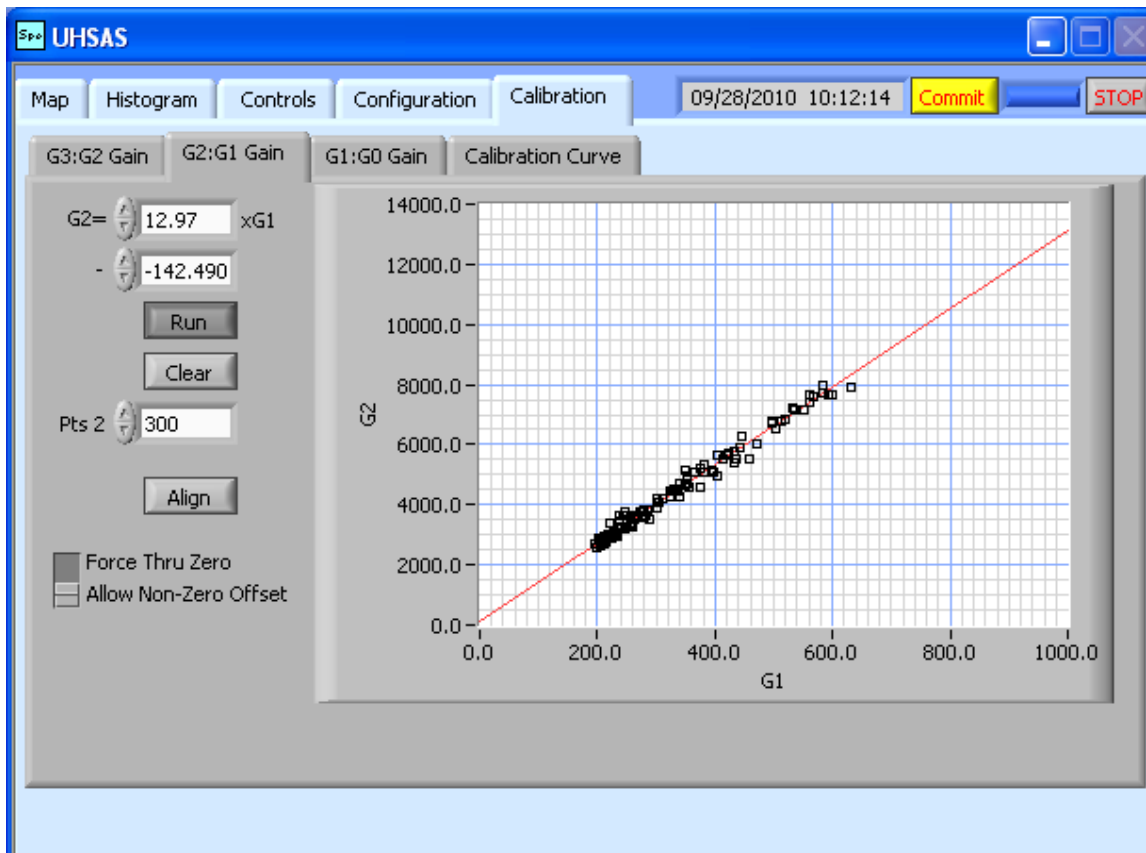 Spe UHSAS
Map Histogram Controls Configuration Calibration 09/28/2010 10:12:14 Commit STOP
G3:G2 Gain G2:G1 Gain G1:G0 Gain Calibration Curve
G2= 12.97 xG1
- -142.490
Run
Clear
Pts 2 300
Align
Force Thru Zero
Allow Non-Zero Offset
14000.0
12000.0
10000.0
8000.0
6000.0
4000.0
2000.0
0.0
G2
0.0 200.0 400.0 600.0 800.0 1000.0
G1